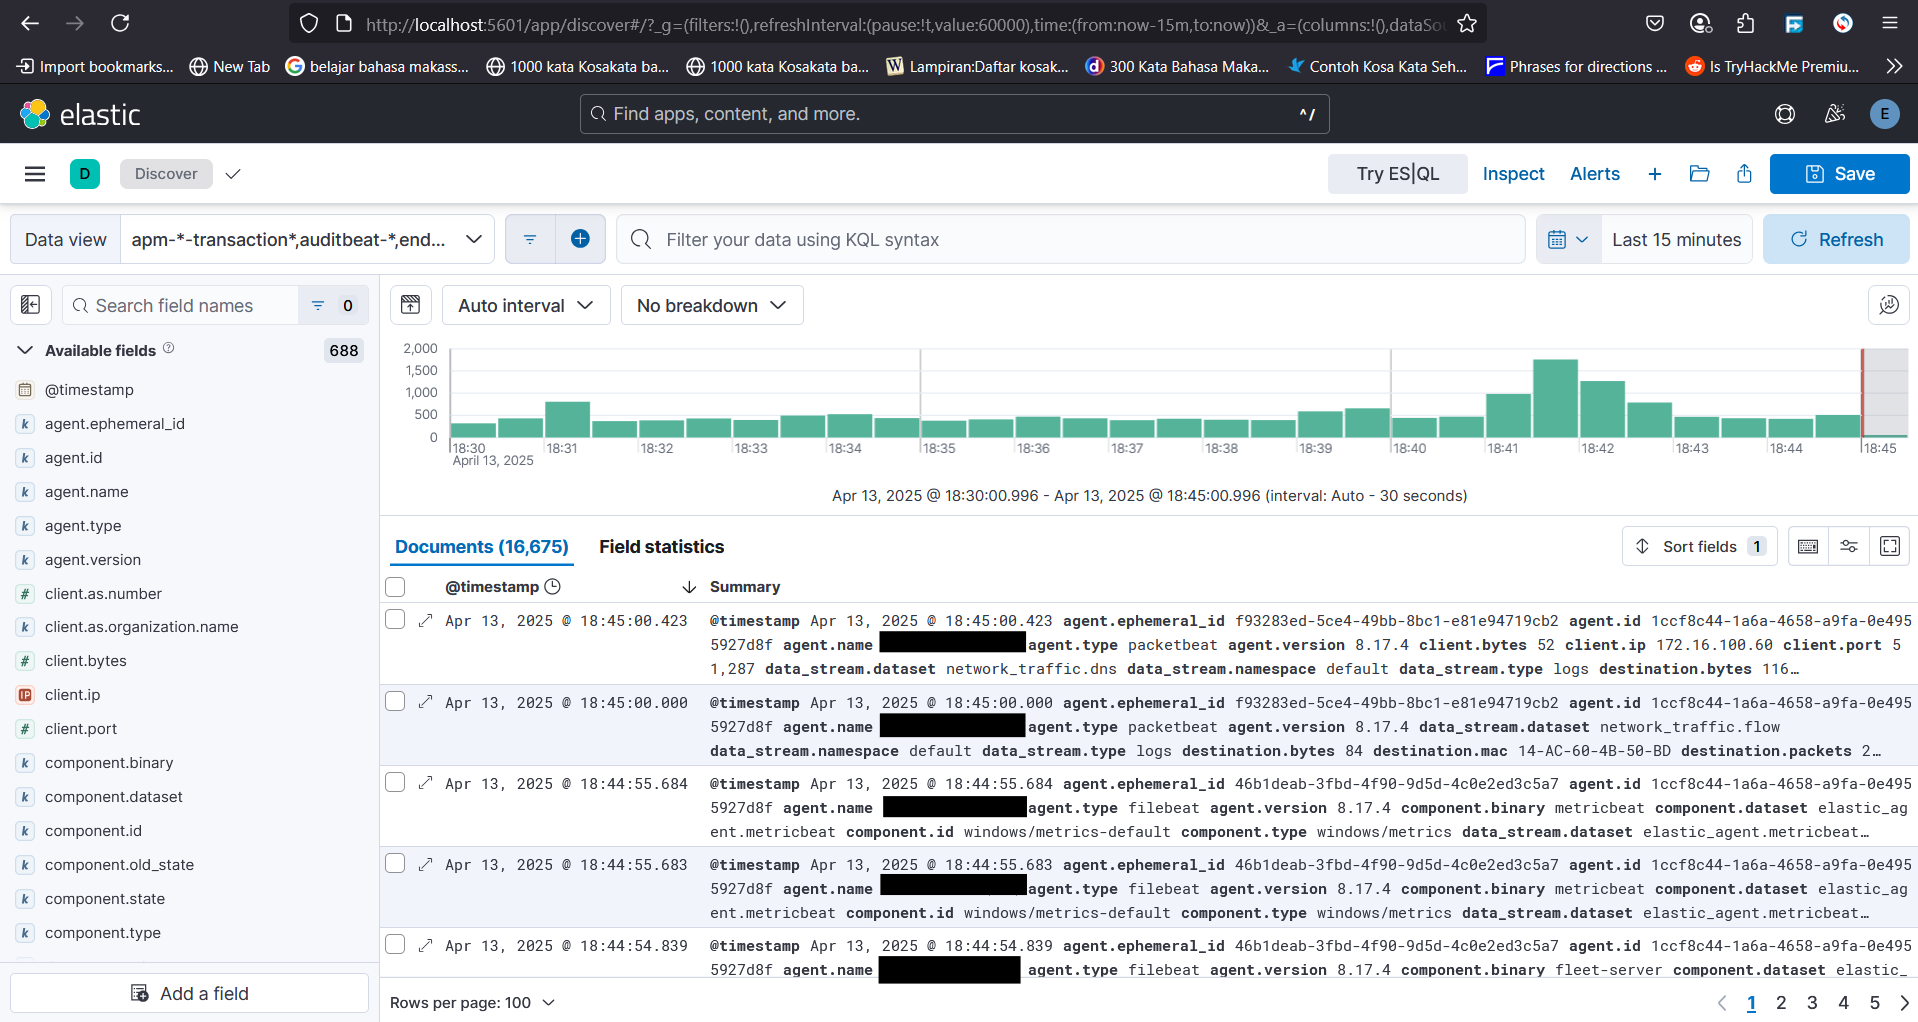 http://localhost:5601/app/discover#/?_g=(filters:!(),refreshInterval:(pause:!t,value:60000),time:(from:now-15m,to:now))&_a=(columns:!(),dataSou
Import bookmarks... New Tab belajar bahasa makass... 1000 kata Kosakata ba... 1000 kata Kosakata ba... Lampiran:Daftar kosak... 300 Kata Bahasa Maka... Contoh Kosa Kata Seh... Phrases for directions ... Is TryHackMe Premiu...
elastic Find apps, content, and more. ^/ E
D Discover Try ES|QL Inspect Alerts Save
Data view apm-*-transaction*,auditbeat-*,end... Filter your data using KQL syntax Last 15 minutes Refresh
Search field names 0 Auto interval No breakdown
Available fields 688
@timestamp
agent.ephemeral_id
agent.id
agent.name
agent.type
agent.version
client.as.number
client.as.organization.name
client.bytes
client.ip
client.port
component.binary
component.dataset
component.id
component.old_state
component.state
component.type
Add a field
2,000
1,500
1,000
500
0
18:30 18:31 18:32 18:33 18:34 18:35 18:36 18:37 18:38 18:39 18:40 18:41 18:42 18:43 18:44 18:45
April 13, 2025
Apr 13, 2025 @ 18:30:00.996 - Apr 13, 2025 @ 18:45:00.996 (interval: Auto - 30 seconds)
Documents (16,675) Field statistics Sort fields 1
@timestamp Summary
Apr 13, 2025 @ 18:45:00.423 @timestamp Apr 13, 2025 @ 18:45:00.423 agent.ephemeral_id f93283ed-5ce4-49bb-8bc1-e81e94719cb2 agent.id 1ccf8c44-1a6a-4658-a9fa-0e495
5927d8f agent.name agent.type packetbeat agent.version 8.17.4 client.bytes 52 client.ip 172.16.100.60 client.port 5
1,287 data_stream.dataset network_traffic.dns data_stream.namespace default data_stream.type logs destination.bytes 116...
Apr 13, 2025 @ 18:45:00.000 @timestamp Apr 13, 2025 @ 18:45:00.000 agent.ephemeral_id f93283ed-5ce4-49bb-8bc1-e81e94719cb2 agent.id 1ccf8c44-1a6a-4658-a9fa-0e495
5927d8f agent.name agent.type packetbeat agent.version 8.17.4 data_stream.dataset network_traffic.flow
data_stream.namespace default data_stream.type logs destination.bytes 84 destination.mac 14-AC-60-4B-50-BD destination.packets 2...
Apr 13, 2025 @ 18:44:55.684 @timestamp Apr 13, 2025 @ 18:44:55.684 agent.ephemeral_id 46b1deab-3fbd-4f90-9d5d-4c0e2ed3c5a7 agent.id 1ccf8c44-1a6a-4658-a9fa-0e495
5927d8f agent.name agent.type filebeat agent.version 8.17.4 component.binary metricbeat component.dataset elastic_ag
ent.metricbeat component.id windows/metrics-default component.type windows/metrics data_stream.dataset elastic_agent.metricbeat...
Apr 13, 2025 @ 18:44:55.683 @timestamp Apr 13, 2025 @ 18:44:55.683 agent.ephemeral_id 46b1deab-3fbd-4f90-9d5d-4c0e2ed3c5a7 agent.id 1ccf8c44-1a6a-4658-a9fa-0e495
5927d8f agent.name agent.type filebeat agent.version 8.17.4 component.binary metricbeat component.dataset elastic_ag
ent.metricbeat component.id windows/metrics-default component.type windows/metrics data_stream.dataset elastic_agent.metricbeat...
Apr 13, 2025 @ 18:44:54.839 @timestamp Apr 13, 2025 @ 18:44:54.839 agent.ephemeral_id 46b1deab-3fbd-4f90-9d5d-4c0e2ed3c5a7 agent.id 1ccf8c44-1a6a-4658-a9fa-0e495
5927d8f agent.name agent.type filebeat agent.version 8.17.4 component.binary fleet-server component.dataset elastic_
Rows per page: 100 1 2 3 4 5